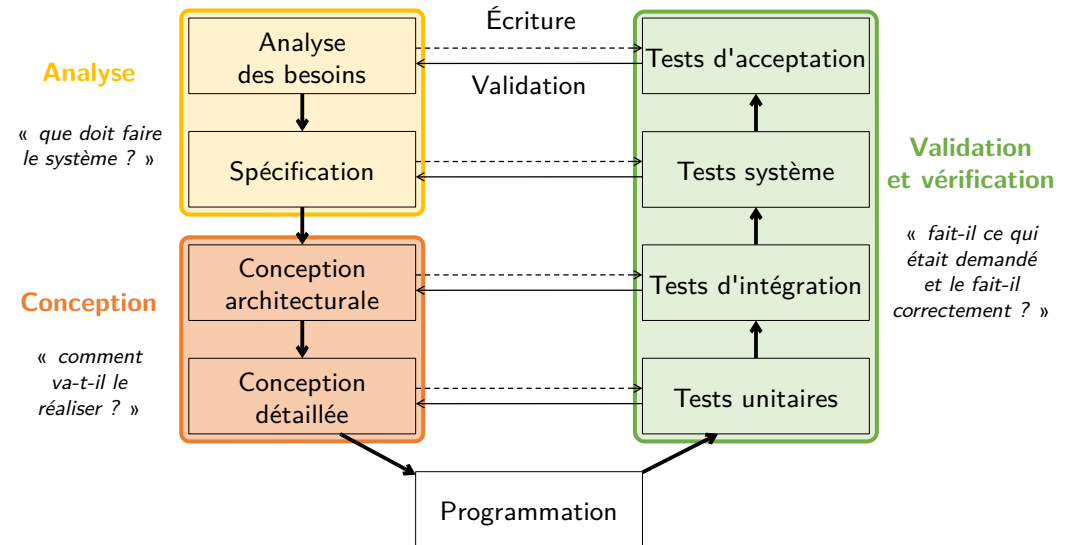 Écriture
Validation
Analyse
« que doit faire
le système ? »
Analyse
des besoins
Spécification
Conception
« comment
va-t-il le
réaliser ? »
Conception
architecturale
Conception
détaillée
Programmation
Tests d'acceptation
Tests système
Tests d'intégration
Tests unitaires
Validation
et vérification
« fait-il ce qui
était demandé
et le fait-il
correctement ? »